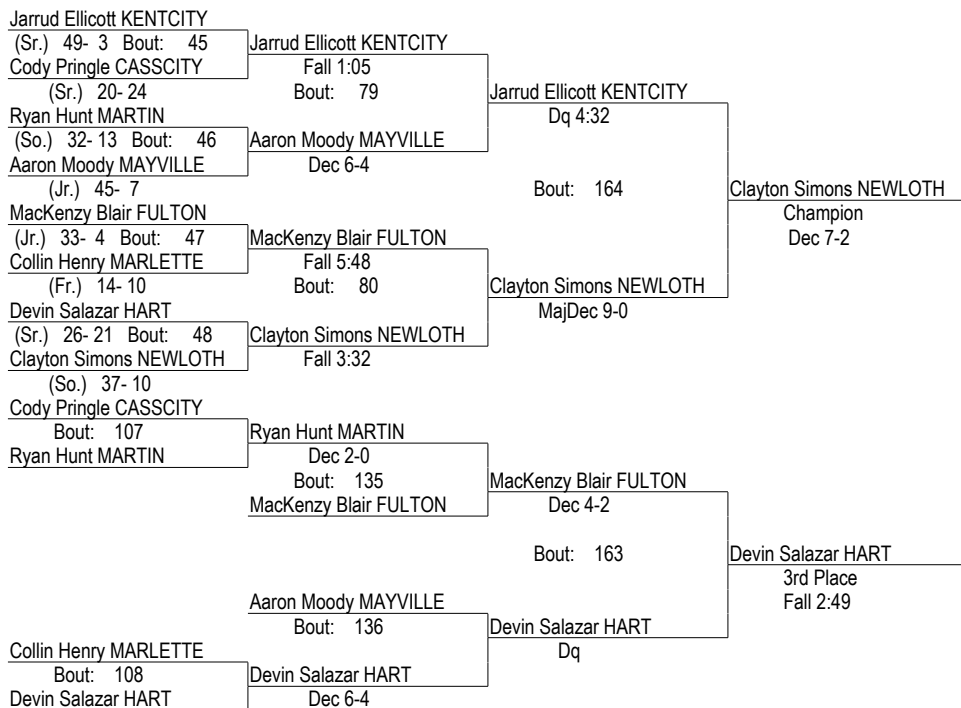 Jarrud Ellicott KENTCITY
(Sr.) 49- 3 Bout: 45
Jarrud Ellicott KENTCITY
Cody Pringle CASSCITY
Fall 1:05
(Sr.) 20- 24
Bout: 79
Jarrud Ellicott KENTCITY
Ryan Hunt MARTIN
Dq 4:32
(So.) 32- 13 Bout: 46
Aaron Moody MAYVILLE
Aaron Moody MAYVILLE
Dec 6-4
(Jr.) 45- 7
Bout: 164
Clayton Simons NEWLOTH
MacKenzy Blair FULTON
Champion
(Jr.) 33- 4 Bout: 47
MacKenzy Blair FULTON
Dec 7-2
Collin Henry MARLETTE
Fall 5:48
(Fr.) 14- 10
Bout: 80
Clayton Simons NEWLOTH
Devin Salazar HART
MajDec 9-0
(Sr.) 26- 21 Bout: 48
Clayton Simons NEWLOTH
Clayton Simons NEWLOTH
Fall 3:32
(So.) 37- 10
Cody Pringle CASSCITY
Bout: 107
Ryan Hunt MARTIN
Ryan Hunt MARTIN
Dec 2-0
Bout: 135
MacKenzy Blair FULTON
MacKenzy Blair FULTON
Dec 4-2
Bout: 163
Devin Salazar HART
3rd Place
Aaron Moody MAYVILLE
Fall 2:49
Bout: 136
Devin Salazar HART
Collin Henry MARLETTE
Dq
Bout: 108
Devin Salazar HART
Devin Salazar HART
Dec 6-4